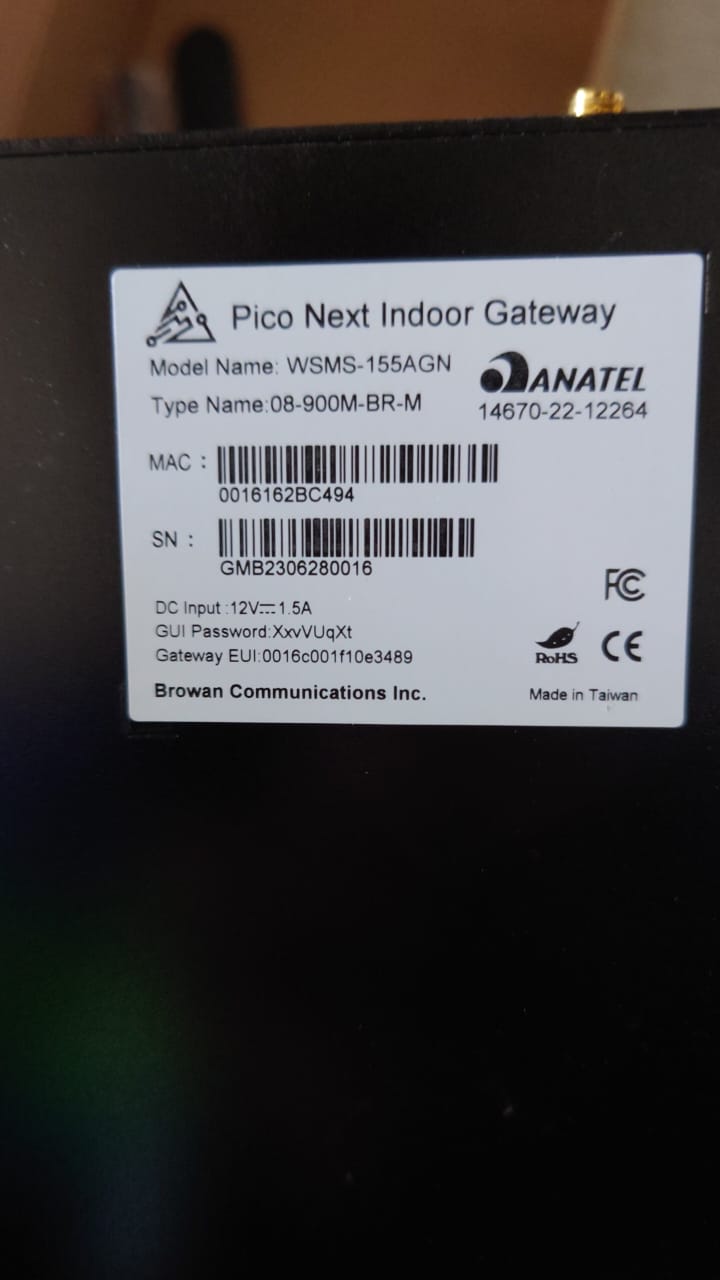 Pico Next Indoor Gateway
Model Name: WSMS-155AGN
ANATEL
Type Name:08-900M-BR-M
14670-22-12264
MAC :
0016162BC494
SN :
GMB2306280016
FC
DC Input :12V⎓1.5A
GUI Password:XxvVUqXt
RoHS
CE
Gateway EUI:0016c001f10e3489
Browan Communications Inc.
Made in Taiwan